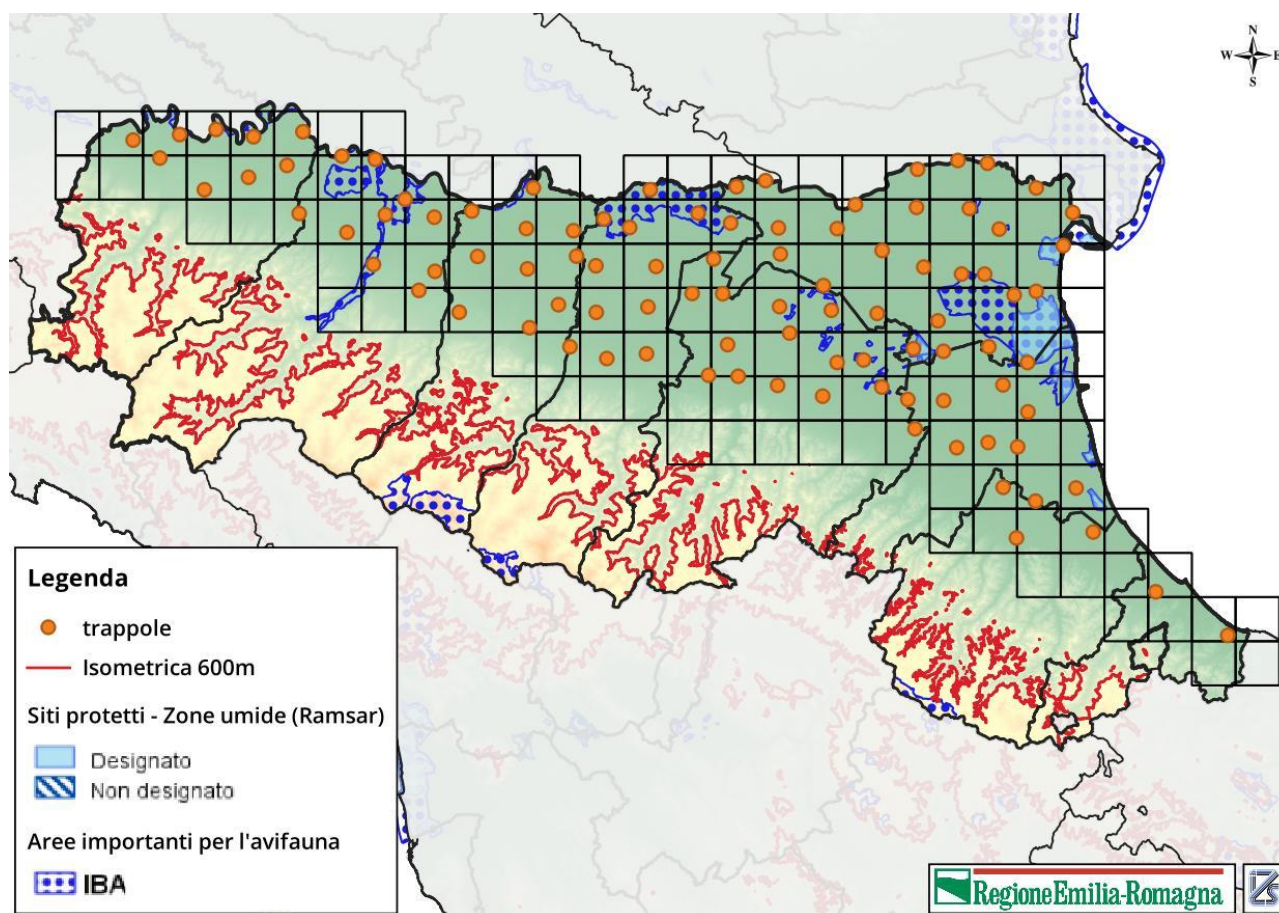 N
W E
S
Legenda
trappole
Isometrica 600m
Siti protetti - Zone umide (Ramsar)
Designato
Non designato
Aree importanti per l'avifauna
IBA
RegioneEmilia-Romagna